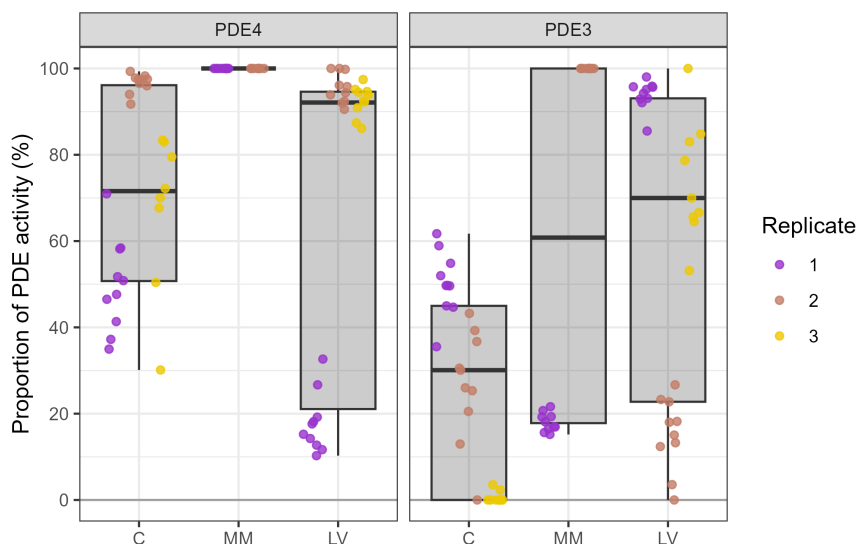 PDE4 PDE3
Proportion of PDE activity (%)
100
80
60
40
20
0
C MM LV C MM LV
Replicate
1
2
3